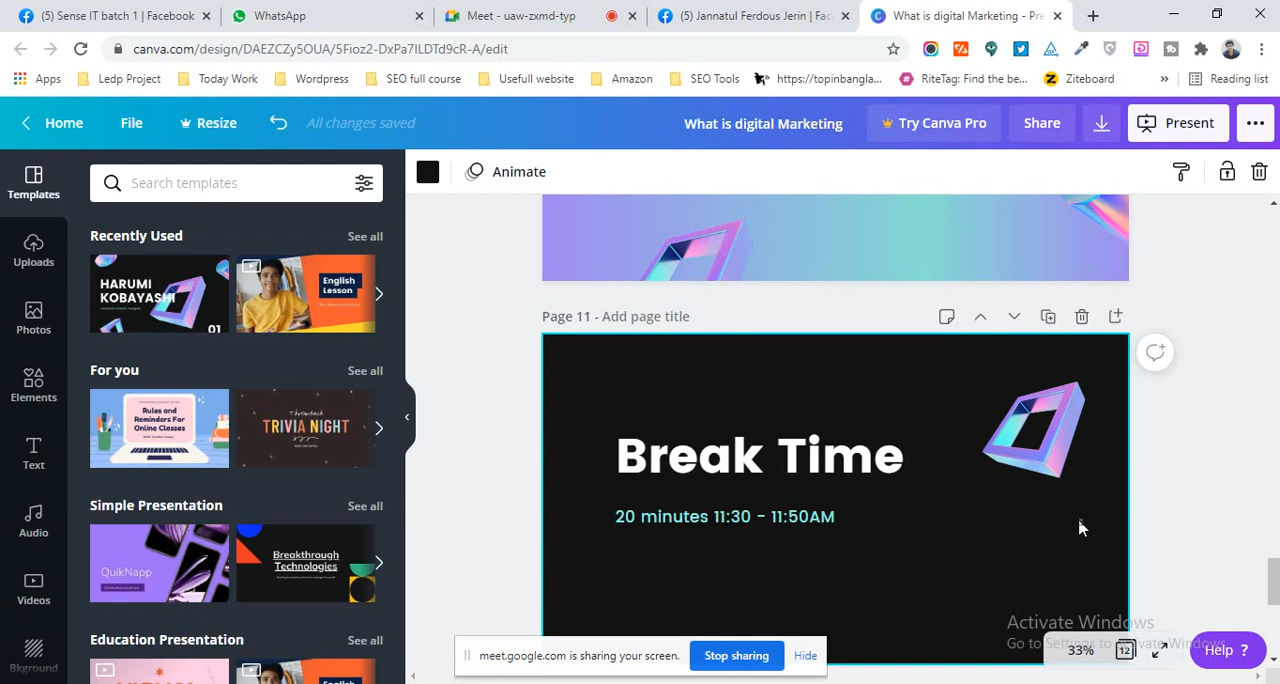 (5) Sense IT batch 1 | Facebook
WhatsApp
Meet - uaw-zxmd-typ
(5) Jannatul Ferdous Jerin | Fac
What is digital Marketing - Pre
canva.com/design/DAEZCZy5OUA/5Fioz2-DxPa7ILDTd9cR-A/edit
Apps
Ledp Project
Today Work
Wordpress
SEO full course
Usefull website
Amazon
SEO Tools
https://topinbangla...
RiteTag: Find the be...
Ziteboard
»
Reading list
Home
File
Resize
All changes saved
What is digital Marketing
Try Canva Pro
Share
Present
Templates
Uploads
Photos
Elements
Text
Audio
Videos
Bkground
Search templates
Recently Used
See all
HARUMI
KOBAYASHI
01
English
Lesson
For you
See all
Rules and
Reminders For
Online Classes
Throwback
TRIVIA NIGHT
Simple Presentation
See all
QuikNapp
Breakthrough
Technologies
Education Presentation
See all
Animate
Page 11 - Add page title
Break Time
20 minutes 11:30 - 11:50AM
Activate Windows
Go to Settings to activate Windows.
33%
12
Help ?
meet.google.com is sharing your screen.
Stop sharing
Hide